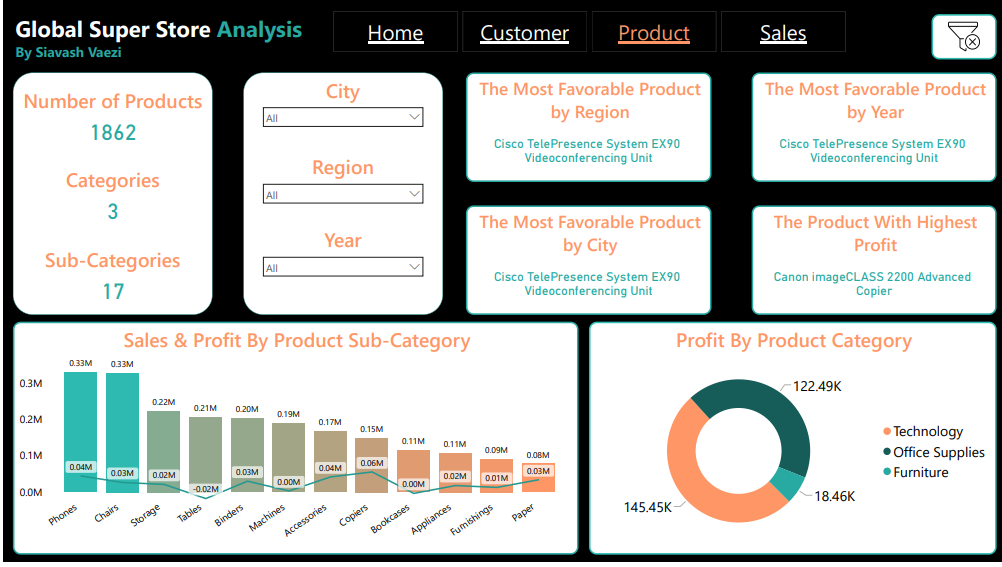 Global Super Store Analysis
By Siavash Vaezi
Home
Customer
Product
Sales
Number of Products
1862
Categories
3
Sub-Categories
17
City
All
Region
All
Year
All
The Most Favorable Product
by Region
Cisco TelePresence System EX90
Videoconferencing Unit
The Most Favorable Product
by Year
Cisco TelePresence System EX90
Videoconferencing Unit
The Most Favorable Product
by City
Cisco TelePresence System EX90
Videoconferencing Unit
The Product With Highest
Profit
Canon imageCLASS 2200 Advanced
Copier
Sales & Profit By Product Sub-Category
0.3M
0.2M
0.1M
0.0M
0.33M
0.33M
0.22M
0.21M
0.20M
0.19M
0.17M
0.15M
0.11M
0.11M
0.09M
0.08M
0.04M
0.03M
0.02M
-0.02M
0.03M
0.00M
0.04M
0.06M
0.00M
0.02M
0.01M
0.03M
Phones
Chairs
Storage
Tables
Binders
Machines
Accessories
Copiers
Bookcases
Appliances
Furnishings
Paper
Profit By Product Category
122.49K
18.46K
145.45K
Technology
Office Supplies
Furniture